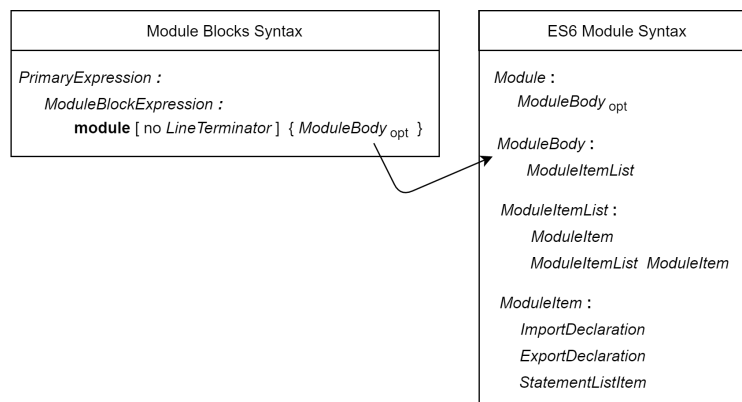 Module Blocks Syntax
PrimaryExpression :
ModuleBlockExpression :
module [ no LineTerminator ] { ModuleBody opt }
ES6 Module Syntax
Module :
ModuleBody opt
ModuleBody :
ModuleItemList
ModuleItemList :
ModuleItem
ModuleItemList ModuleItem
ModuleItem :
ImportDeclaration
ExportDeclaration
StatementListItem